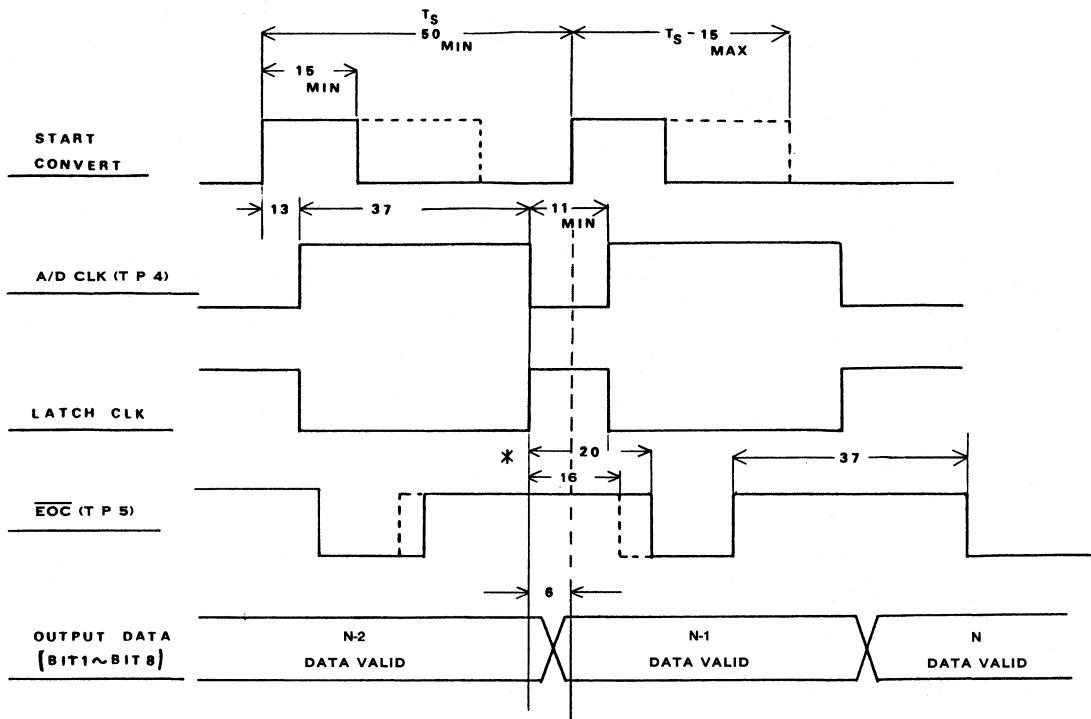 T_S
50 MIN
T_S - 15 MAX
15 MIN
START
CONVERT
13
37
11 MIN
A/D CLK (T P 4)
LATCH CLK
*
20
16
37
EOC (T P 5)
6
OUTPUT DATA
(BIT1~BIT8)
N-2
DATA VALID
N-1
DATA VALID
N
DATA VALID